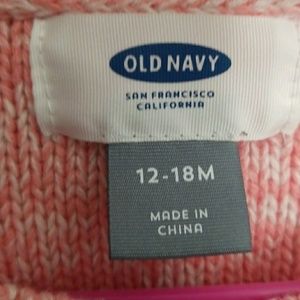 OLD NAVY
SAN FRANCISCO
CALIFORNIA
12-18M
MADE IN
CHINA